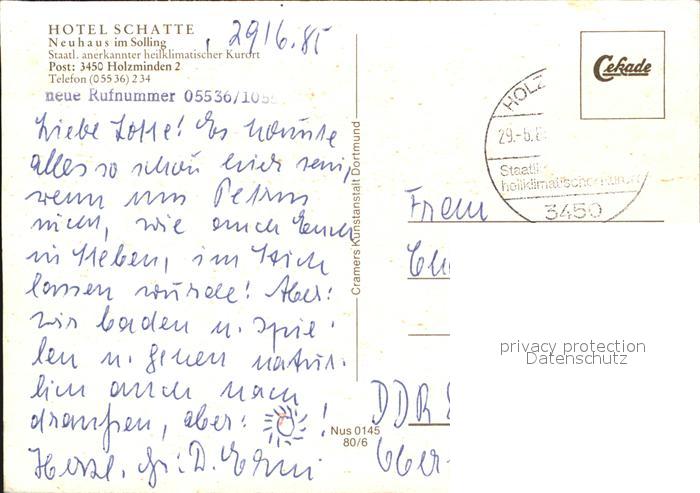 HOTEL SCHATTE
Neuhaus im Solling
Staatl. anerkannter heilklimatischer Kurort
Post: 3450 Holzminden 2
Telefon (05536) 234
neue Rufnummer 05536/105
, 29/6.85
Liebe Lotte! Es könnte
alles so schön hier sein,
wenn uns Petrus
nicht, wie auch Euch
in Ueben, im Stich
lassen würde! Aber:
wir baden u. spie-
len u. gehen natür-
lich auch nach
draußen, aber: !
Herzl. Gr: D. Erni
Cramers Kunstanstalt Dortmund
Nus 0145
80/6
Cekade
HOLZ
29.-6.8
Staatl
heilklimatischer Kurort
3450
Frau
DDR
privacy protection
Datenschutz